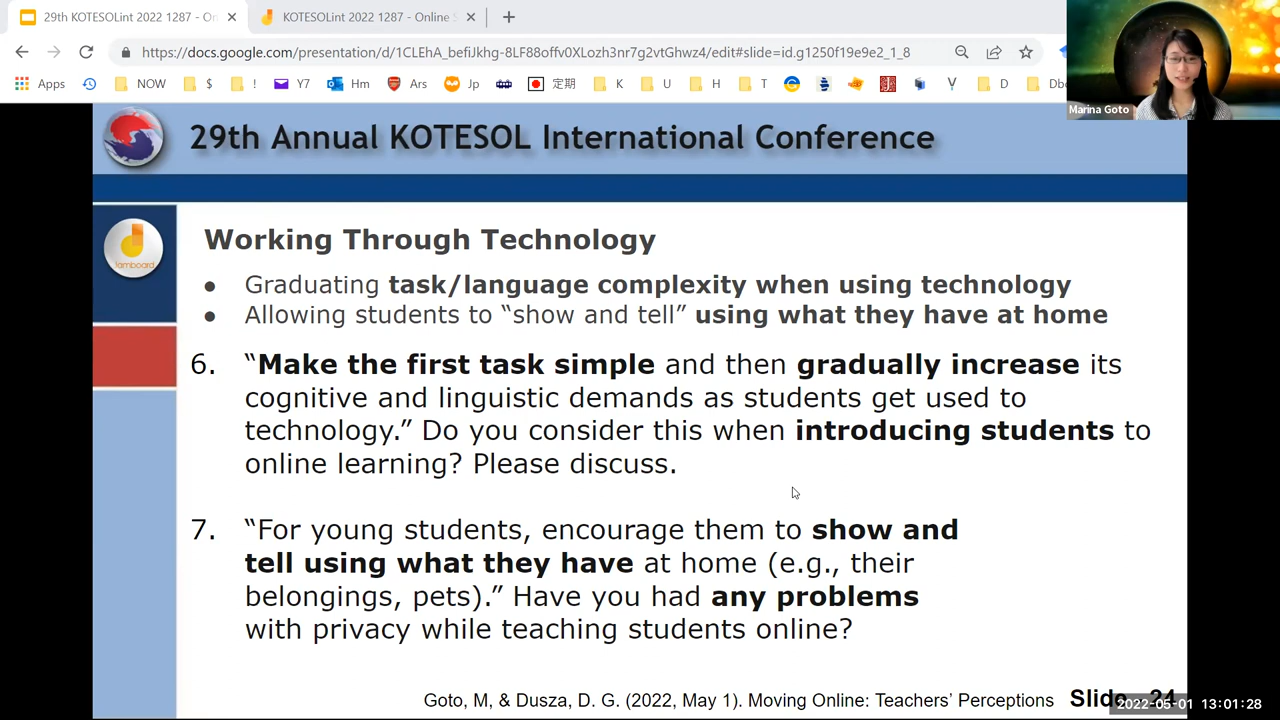 29th KOTESOLint 2022 1287 - On
KOTESOLint 2022 1287 - Online S
https://docs.google.com/presentation/d/1CLEhA_befiJkhg-8LF88offv0XLozh3nr7g2vtGhwz4/edit#slide=id.g1250f19e9e2_1_8
Apps NOW $ ! Y7 Hm Ars Jp 定期 K U H T D Dbc
Marina Goto
29th Annual KOTESOL International Conference
Jamboard
Working Through Technology
● Graduating task/language complexity when using technology
● Allowing students to “show and tell” using what they have at home
6. “Make the first task simple and then gradually increase its
cognitive and linguistic demands as students get used to
technology.” Do you consider this when introducing students to
online learning? Please discuss.
7. “For young students, encourage them to show and
tell using what they have at home (e.g., their
belongings, pets).” Have you had any problems
with privacy while teaching students online?
Goto, M, & Dusza, D. G. (2022, May 1). Moving Online: Teachers’ Perceptions Slide 24
2022-05-01 13:01:28